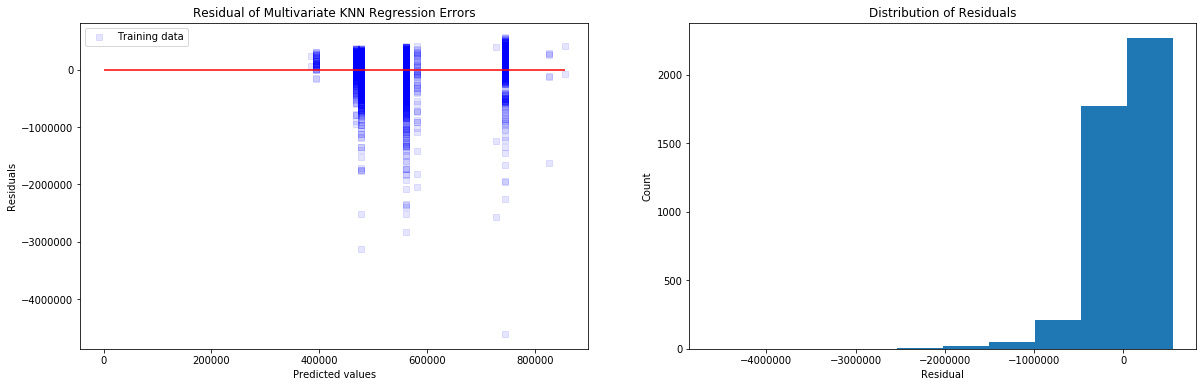 Residual of Multivariate KNN Regression Errors
Training data
0
−1000000
−2000000
−3000000
−4000000
Residuals
0 200000 400000 600000 800000
Predicted values
Distribution of Residuals
2000
1500
1000
500
0
Count
−4000000 −3000000 −2000000 −1000000 0
Residual